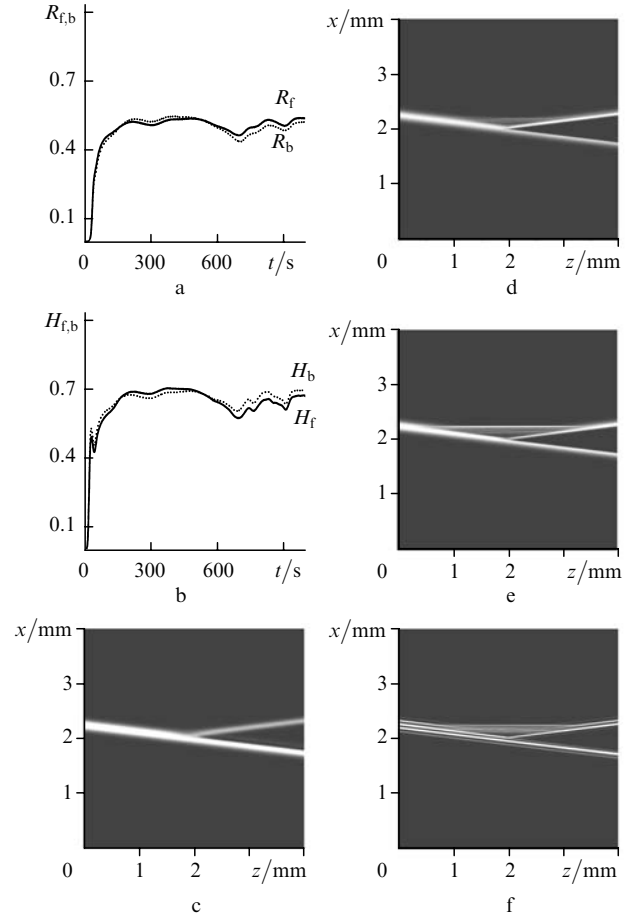 R_f,b
0.7
R_f
0.4
R_b
0.1
0 300 600 t/s
a
x/mm
3
2
1
0 1 2 z/mm
d
H_f,b
0.7
H_b
H_f
0.4
0.1
0 300 600 t/s
b
x/mm
3
2
1
0 1 2 z/mm
e
x/mm
3
2
1
0 1 2 z/mm
c
x/mm
3
2
1
0 1 2 z/mm
f